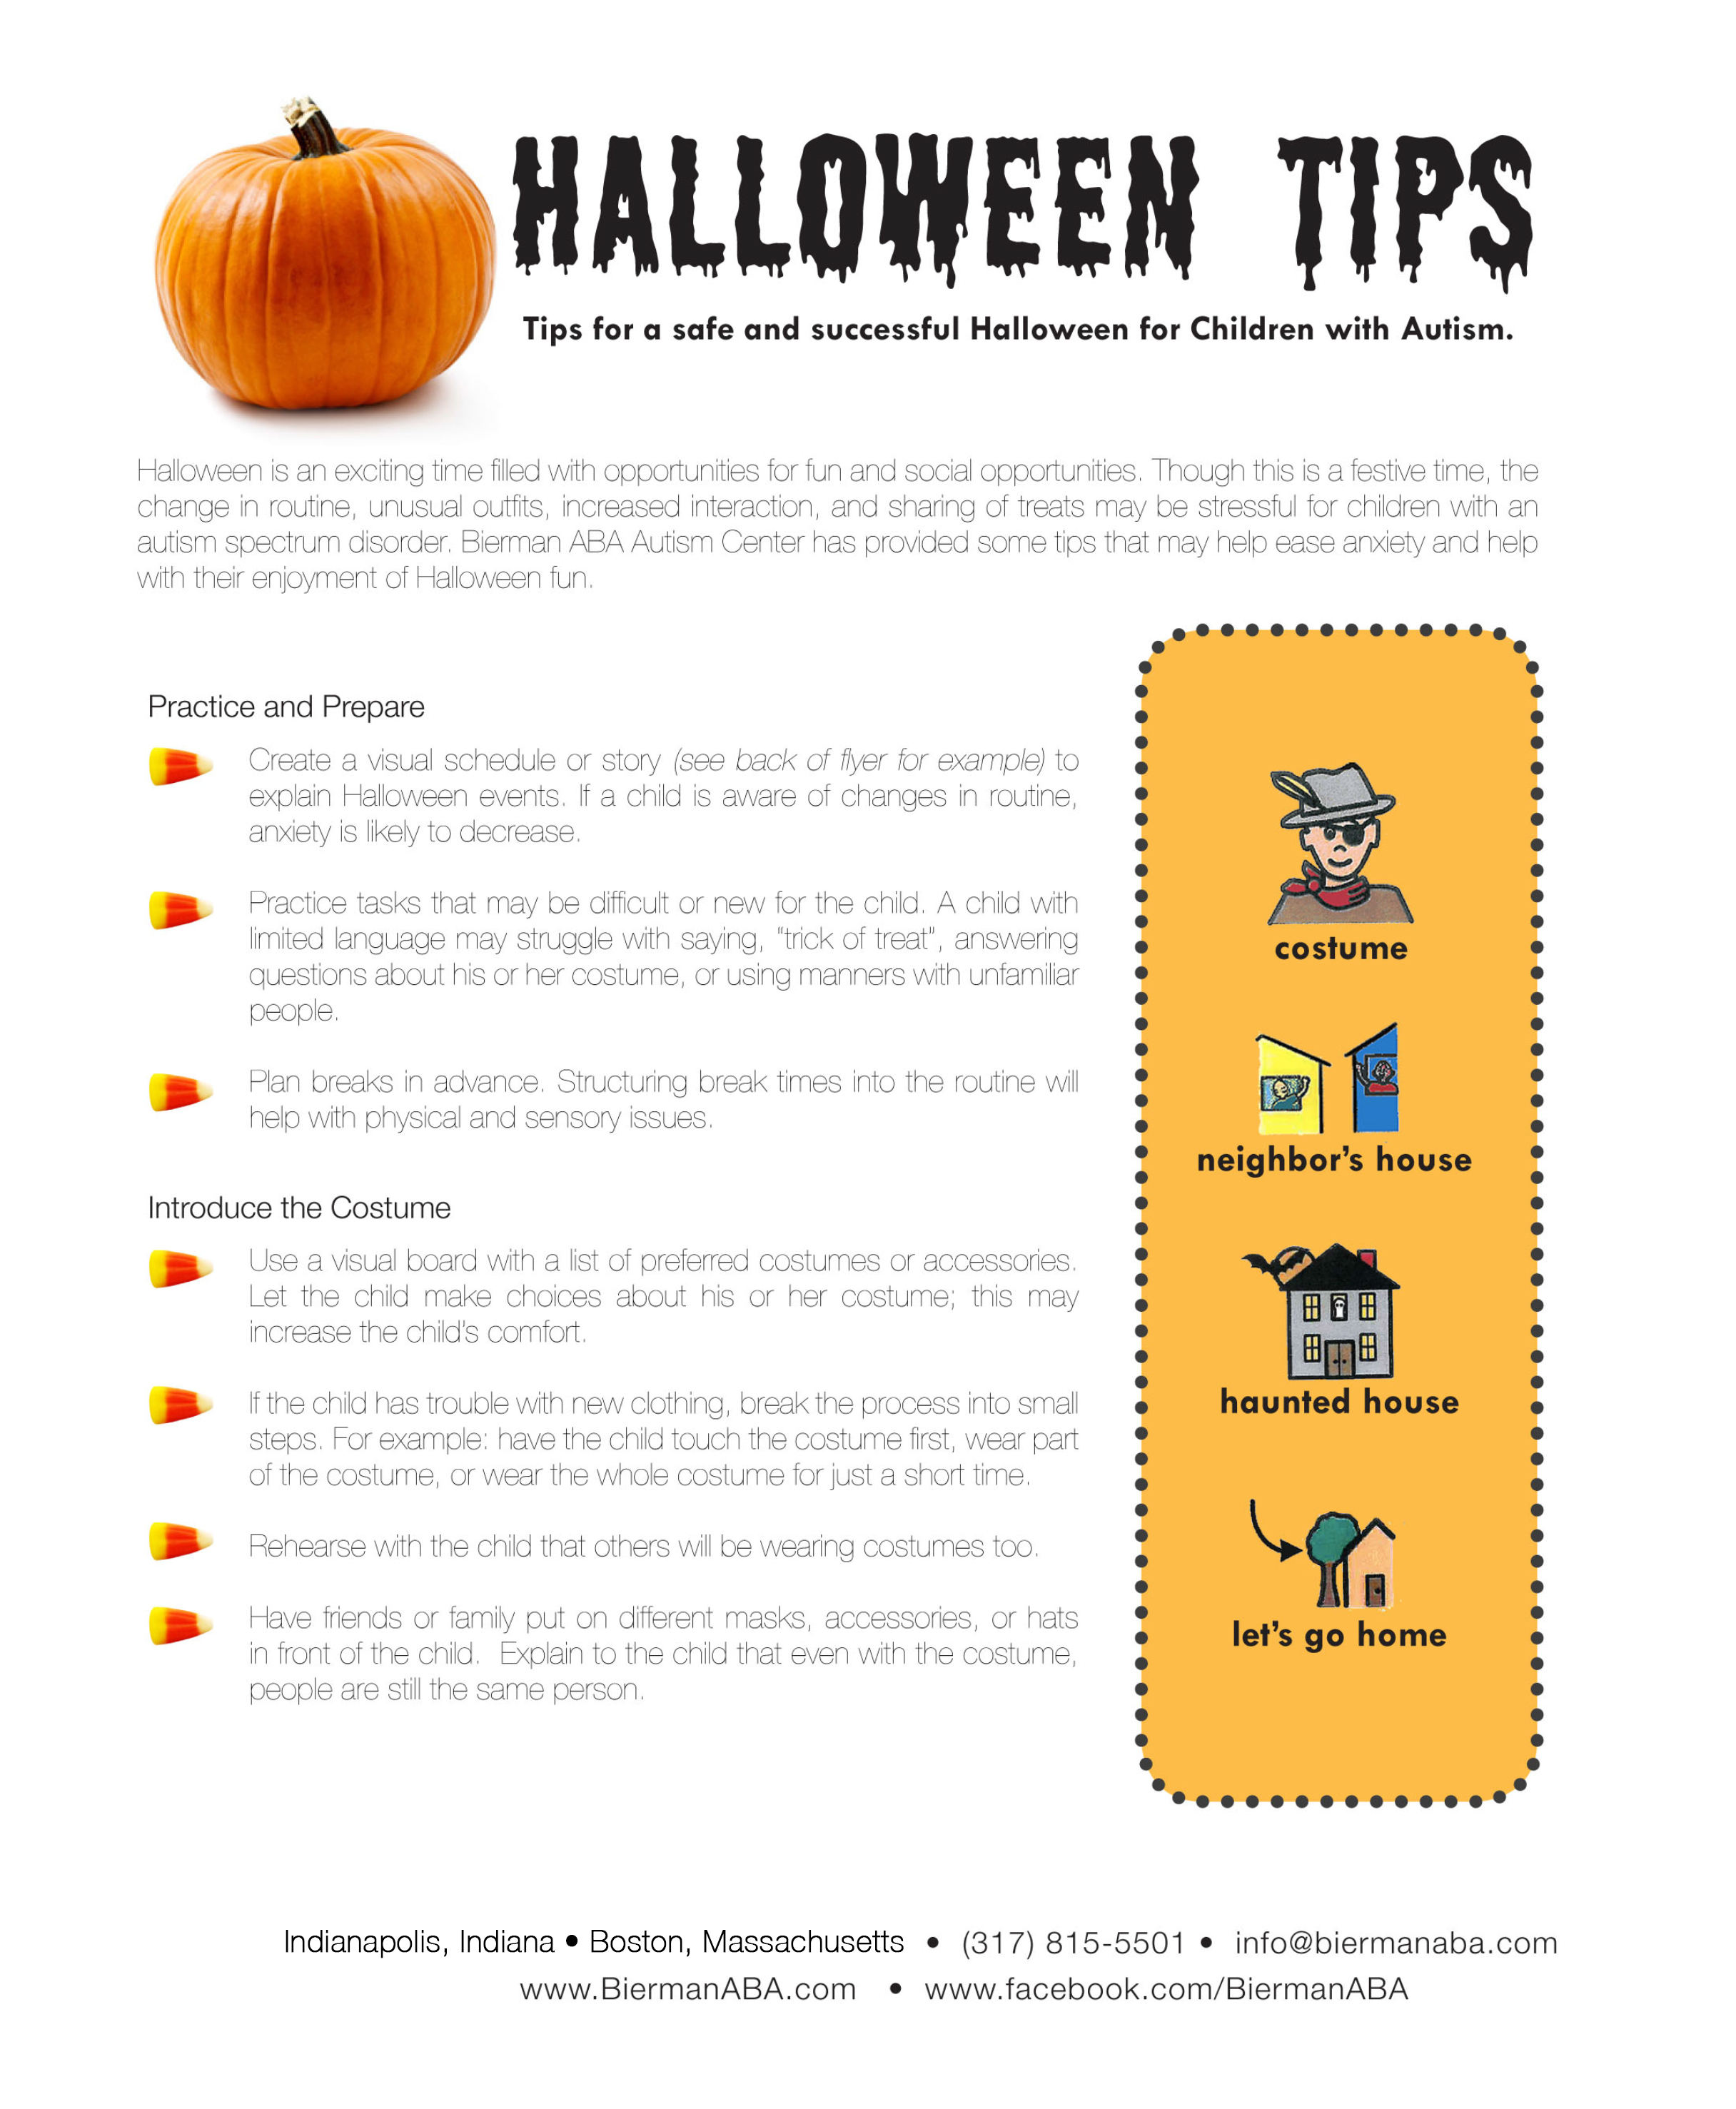 HALLOWEEN TIPS
Tips for a safe and successful Halloween for Children with Autism.
Halloween is an exciting time filled with opportunities for fun and social opportunities. Though this is a festive time, the
change in routine, unusual outfits, increased interaction, and sharing of treats may be stressful for children with an
autism spectrum disorder. Bierman ABA Autism Center has provided some tips that may help ease anxiety and help
with their enjoyment of Halloween fun.
Practice and Prepare
Create a visual schedule or story (see back of flyer for example) to
explain Halloween events. If a child is aware of changes in routine,
anxiety is likely to decrease.
Practice tasks that may be difficult or new for the child. A child with
limited language may struggle with saying, "trick of treat", answering
questions about his or her costume, or using manners with unfamiliar
people.
Plan breaks in advance. Structuring break times into the routine will
help with physical and sensory issues.
Introduce the Costume
Use a visual board with a list of preferred costumes or accessories.
Let the child make choices about his or her costume; this may
increase the child's comfort.
If the child has trouble with new clothing, break the process into small
steps. For example: have the child touch the costume first, wear part
of the costume, or wear the whole costume for just a short time.
Rehearse with the child that others will be wearing costumes too.
Have friends or family put on different masks, accessories, or hats
in front of the child. Explain to the child that even with the costume,
people are still the same person.
costume
neighbor's house
haunted house
let's go home
Indianapolis, Indiana • Boston, Massachusetts • (317) 815-5501 • info@biermanaba.com
www.BiermanABA.com • www.facebook.com/BiermanABA